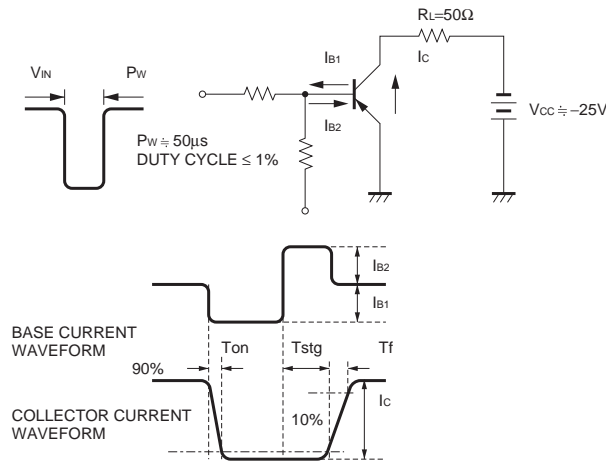 RL=50Ω
IB1
IC
VIN
PW
VCC ≒ −25V
IB2
PW ≒ 50μs
DUTY CYCLE ≤ 1%
IB2
IB1
BASE CURRENT
WAVEFORM
Ton
Tstg
Tf
90%
IC
COLLECTOR CURRENT
WAVEFORM
10%